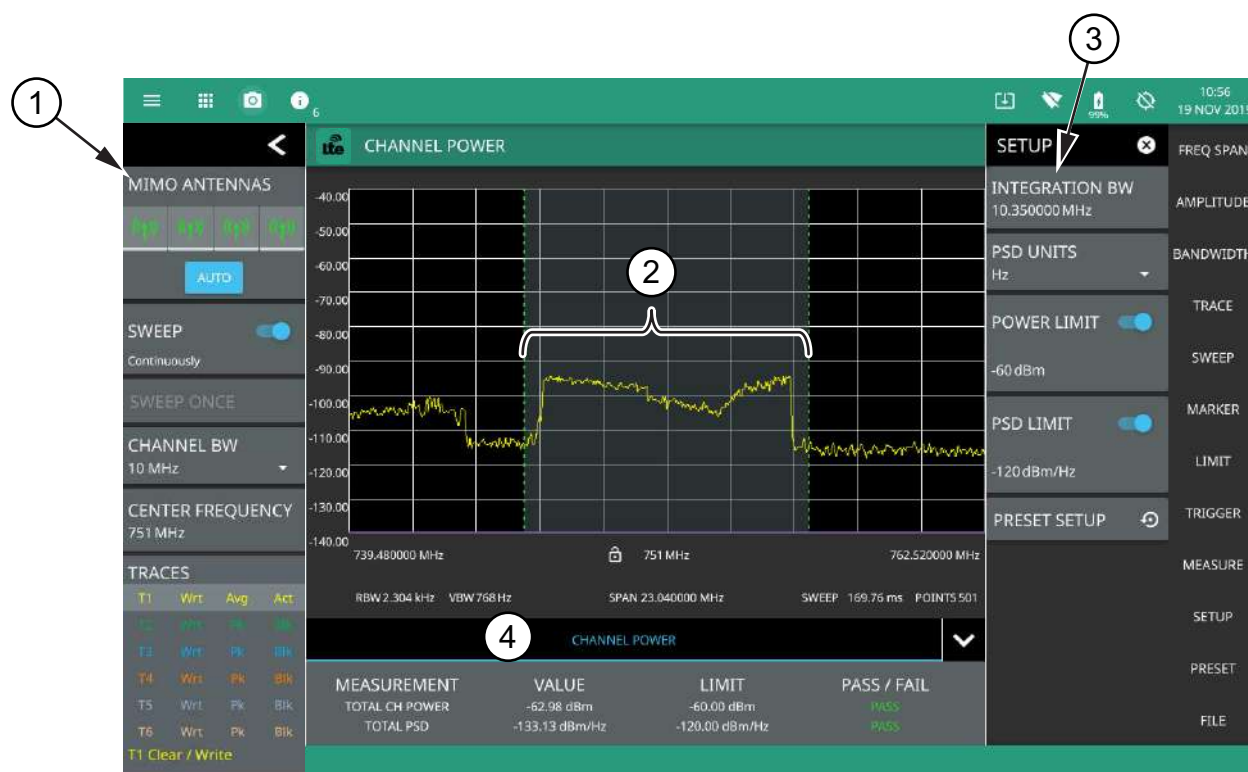 3
1
6
99%
10:56
19 NOV 2015
lte
CHANNEL POWER
SETUP
FREQ SPAN
MIMO ANTENNAS
AUTO
SWEEP
Continuously
SWEEP ONCE
CHANNEL BW
10 MHz
CENTER FREQUENCY
751 MHz
TRACES
T1 Wrt Avg Act
T2 Wrt Pk Blk
T3 Wrt Pk Blk
T4 Wrt Pk Blk
T5 Wrt Pk Blk
T6 Wrt Pk Blk
T1 Clear / Write
-40.00
-50.00
-60.00
-70.00
-80.00
-90.00
-100.00
-110.00
-120.00
-130.00
-140.00
2
739.480000 MHz 751 MHz 762.520000 MHz
RBW 2.304 kHz VBW 768 Hz SPAN 23.040000 MHz SWEEP 169.76 ms POINTS 501
4 CHANNEL POWER
MEASUREMENT VALUE LIMIT PASS / FAIL
TOTAL CH POWER -62.98 dBm -60.00 dBm PASS
TOTAL PSD -133.13 dBm/Hz -120.00 dBm/Hz PASS
INTEGRATION BW
10.350000 MHz
PSD UNITS
Hz
POWER LIMIT
-60 dBm
PSD LIMIT
-120 dBm/Hz
PRESET SETUP
AMPLITUDE
BANDWIDTH
TRACE
SWEEP
MARKER
LIMIT
TRIGGER
MEASURE
SETUP
PRESET
FILE